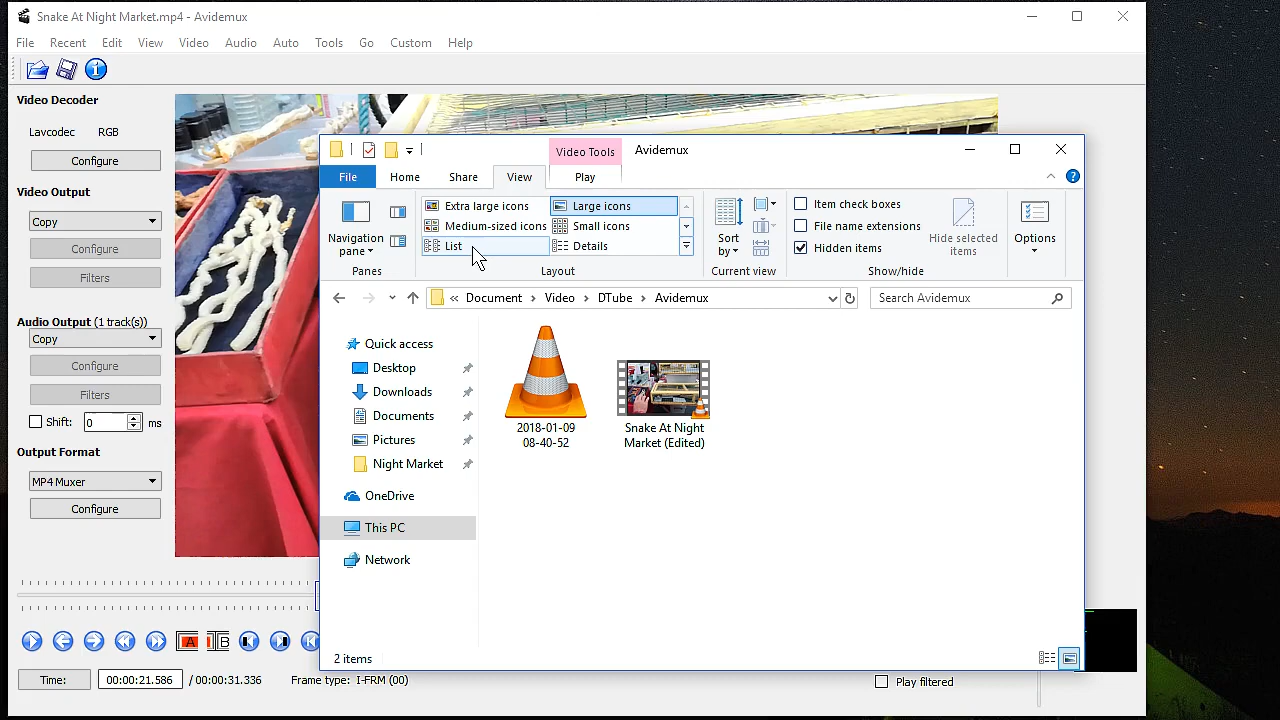 Snake At Night Market.mp4 - Avidemux
File Recent Edit View Video Audio Auto Tools Go Custom Help
Video Decoder
Lavcodec RGB
Configure
Video Output
Copy
Configure
Filters
Audio Output (1 track(s))
Copy
Configure
Filters
Shift: 0 ms
Output Format
MP4 Muxer
Configure
A B
Time: 00:00:21.586 / 00:00:31.336 Frame type: I-FRM (00)
Play filtered
Video Tools Avidemux
File Home Share View Play
Navigation pane
Panes
Extra large icons Large icons
Medium-sized icons Small icons
List Details
Layout
Sort by
Current view
Item check boxes
File name extensions
Hidden items
Hide selected items
Show/hide
Options
« Document › Video › DTube › Avidemux
Search Avidemux
Quick access
Desktop
Downloads
Documents
Pictures
Night Market
OneDrive
This PC
Network
2018-01-09
08-40-52
Snake At Night
Market (Edited)
2 items